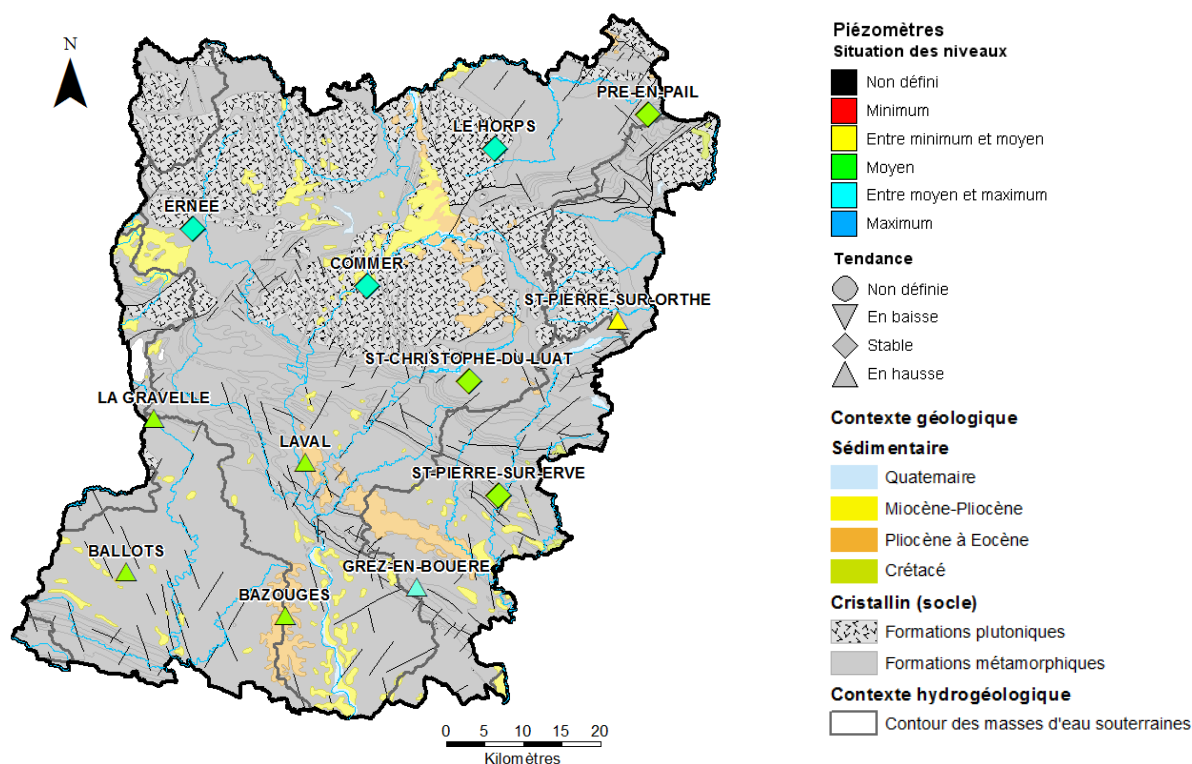 N
PRE-EN-PAIL
LE HORPS
ERNEE
COMMER
ST-PIERRE-SUR-ORTHE
ST-CHRISTOPHE-DU-LUAT
LA GRAVELLE
LAVAL
ST-PIERRE-SUR-ERVE
BALLOTS
GREZ-EN-BOUERE
BAZOUGES
0 5 10 15 20
Kilomètres
Piézomètres
Situation des niveaux
Non défini
Minimum
Entre minimum et moyen
Moyen
Entre moyen et maximum
Maximum
Tendance
Non définie
En baisse
Stable
En hausse
Contexte géologique
Sédimentaire
Quaternaire
Miocène-Pliocène
Pliocène à Eocène
Crétacé
Cristallin (socle)
Formations plutoniques
Formations métamorphiques
Contexte hydrogéologique
Contour des masses d'eau souterraines